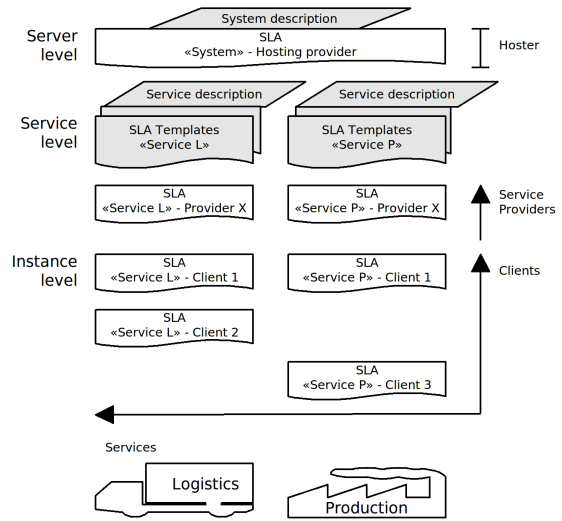 System description
Server
level
SLA
«System» - Hosting provider
Hoster
Service description
Service description
Service
level
SLA Templates
«Service L»
SLA Templates
«Service P»
SLA
«Service L» - Provider X
SLA
«Service P» - Provider X
Service
Providers
Instance
level
SLA
«Service L» - Client 1
SLA
«Service P» - Client 1
Clients
SLA
«Service L» - Client 2
SLA
«Service P» - Client 3
Services
Logistics
Production